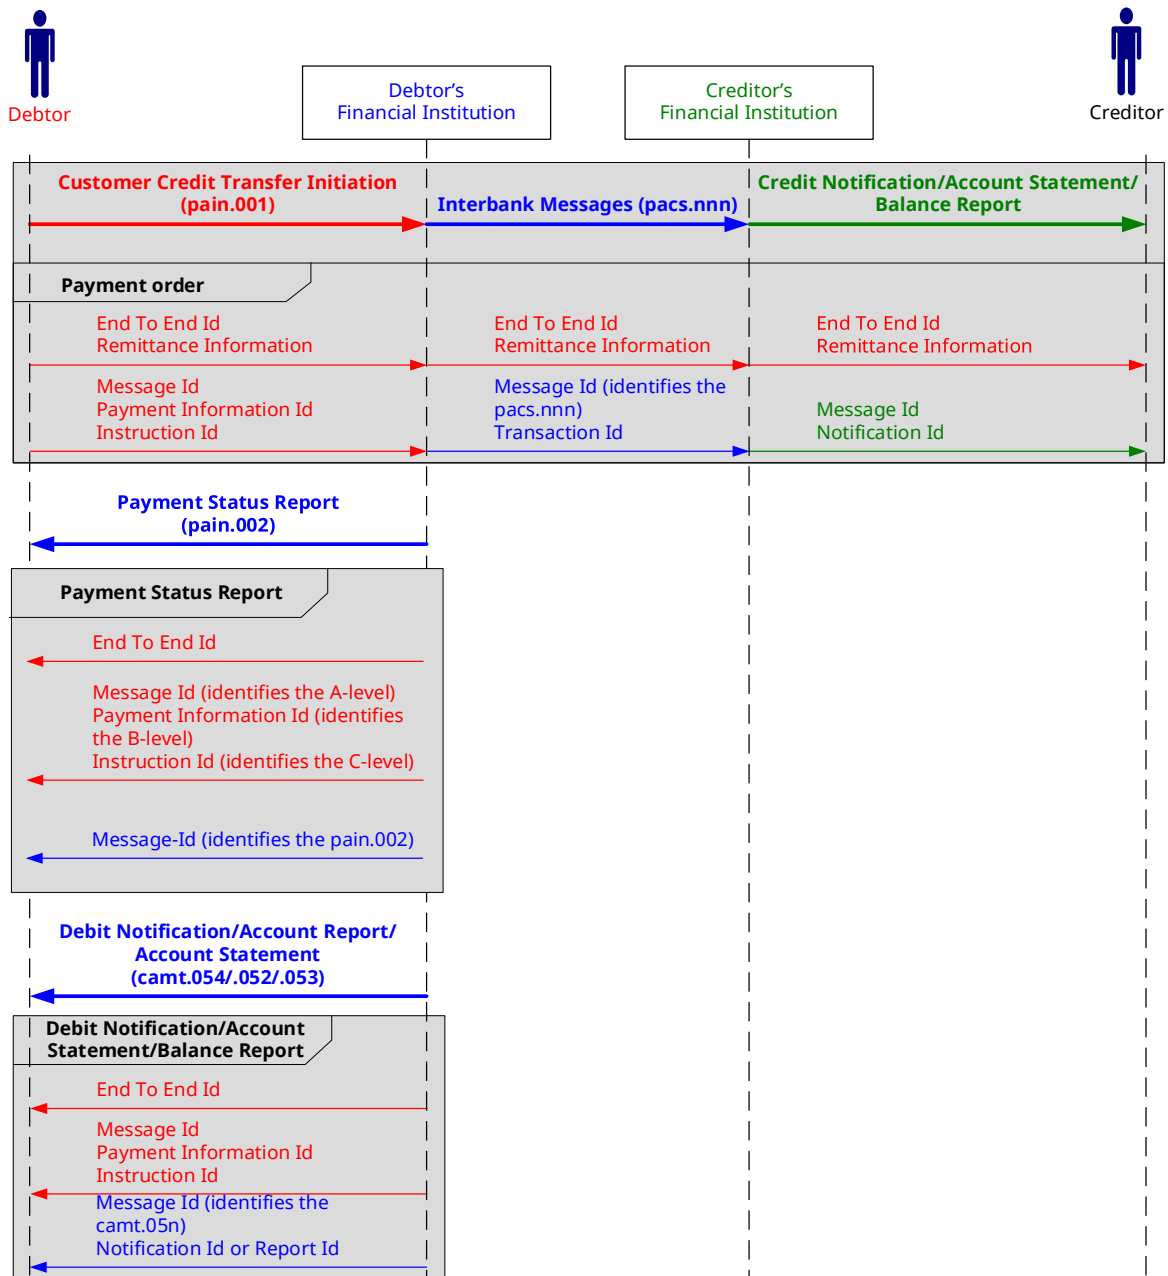 Debtor
Debtor’s
Financial Institution
Creditor’s
Financial Institution
Creditor
Customer Credit Transfer Initiation
(pain.001)
Interbank Messages (pacs.nnn)
Credit Notification/Account Statement/
Balance Report
Payment order
End To End Id
Remittance Information
End To End Id
Remittance Information
End To End Id
Remittance Information
Message Id
Payment Information Id
Instruction Id
Message Id (identifies the
pacs.nnn)
Transaction Id
Message Id
Notification Id
Payment Status Report
(pain.002)
Payment Status Report
End To End Id
Message Id (identifies the A-level)
Payment Information Id (identifies
the B-level)
Instruction Id (identifies the C-level)
Message-Id (identifies the pain.002)
Debit Notification/Account Report/
Account Statement
(camt.054/.052/.053)
Debit Notification/Account
Statement/Balance Report
End To End Id
Message Id
Payment Information Id
Instruction Id
Message Id (identifies the
camt.05n)
Notification Id or Report Id